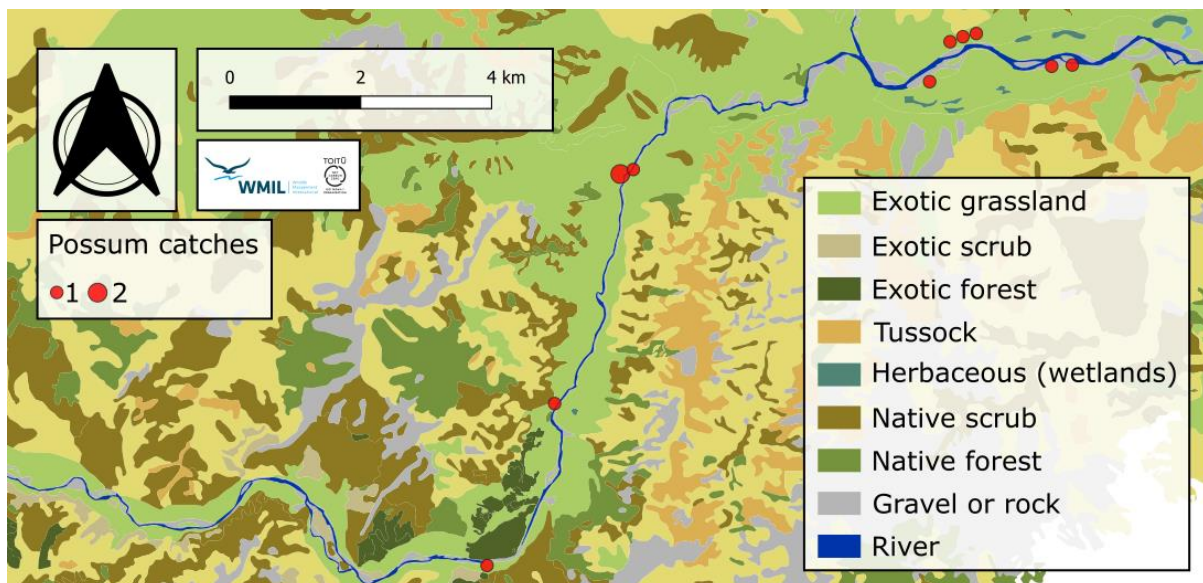 0 2 4 km
WMIL
TOITŪ
Possum catches
1 2
Exotic grassland
Exotic scrub
Exotic forest
Tussock
Herbaceous (wetlands)
Native scrub
Native forest
Gravel or rock
River